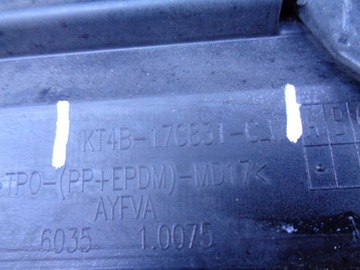 KT4B-17C831-C
>TPO-(PP+EPDM)-MD17<
AYFVA
6035 1.0075